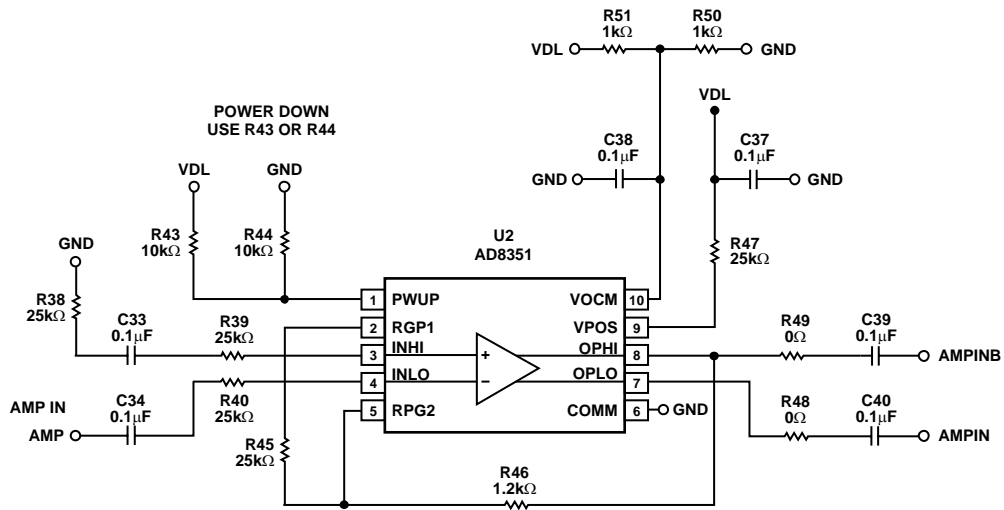 R51
1kΩ
R50
1kΩ
VDL
GND
VDL
POWER DOWN
USE R43 OR R44
C38
0.1μF
C37
0.1μF
VDL
GND
GND
GND
U2
AD8351
R43
10kΩ
R44
10kΩ
R47
25kΩ
GND
R38
25kΩ
C33
0.1μF
R39
25kΩ
1 PWUP
VOCM 10
2 RGP1
VPOS 9
3 INHI
+
OPHI 8
4 INLO
−
OPLO 7
5 RPG2
COMM 6
GND
R49
0Ω
C39
0.1μF
AMPINB
AMP IN
AMP
C34
0.1μF
R40
25kΩ
R48
0Ω
C40
0.1μF
AMPIN
R45
25kΩ
R46
1.2kΩ